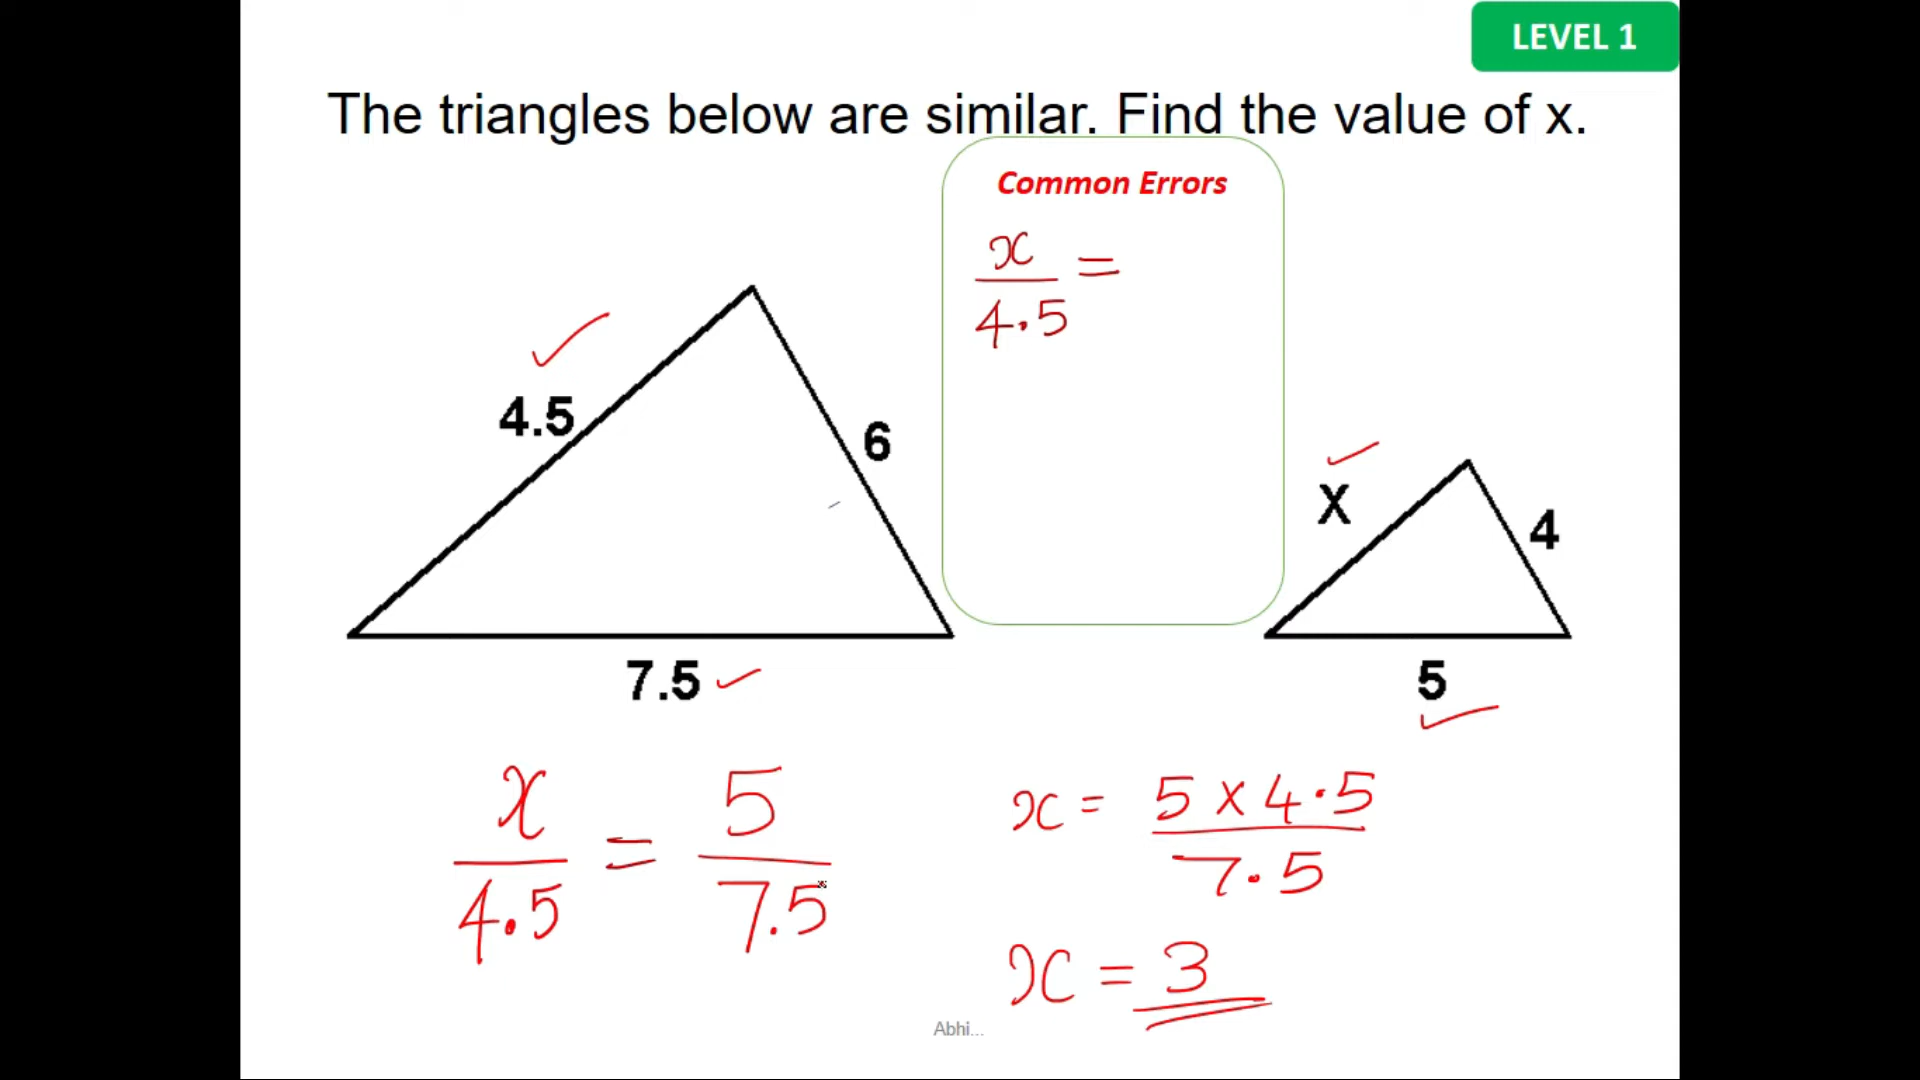 LEVEL 1
The triangles below are similar. Find the value of x.
Common Errors
x/4.5 =
4.5
6
7.5
X
4
5
x/4.5 = 5/7.5
x = 5 × 4.5/7.5
x = 3
Abhi...